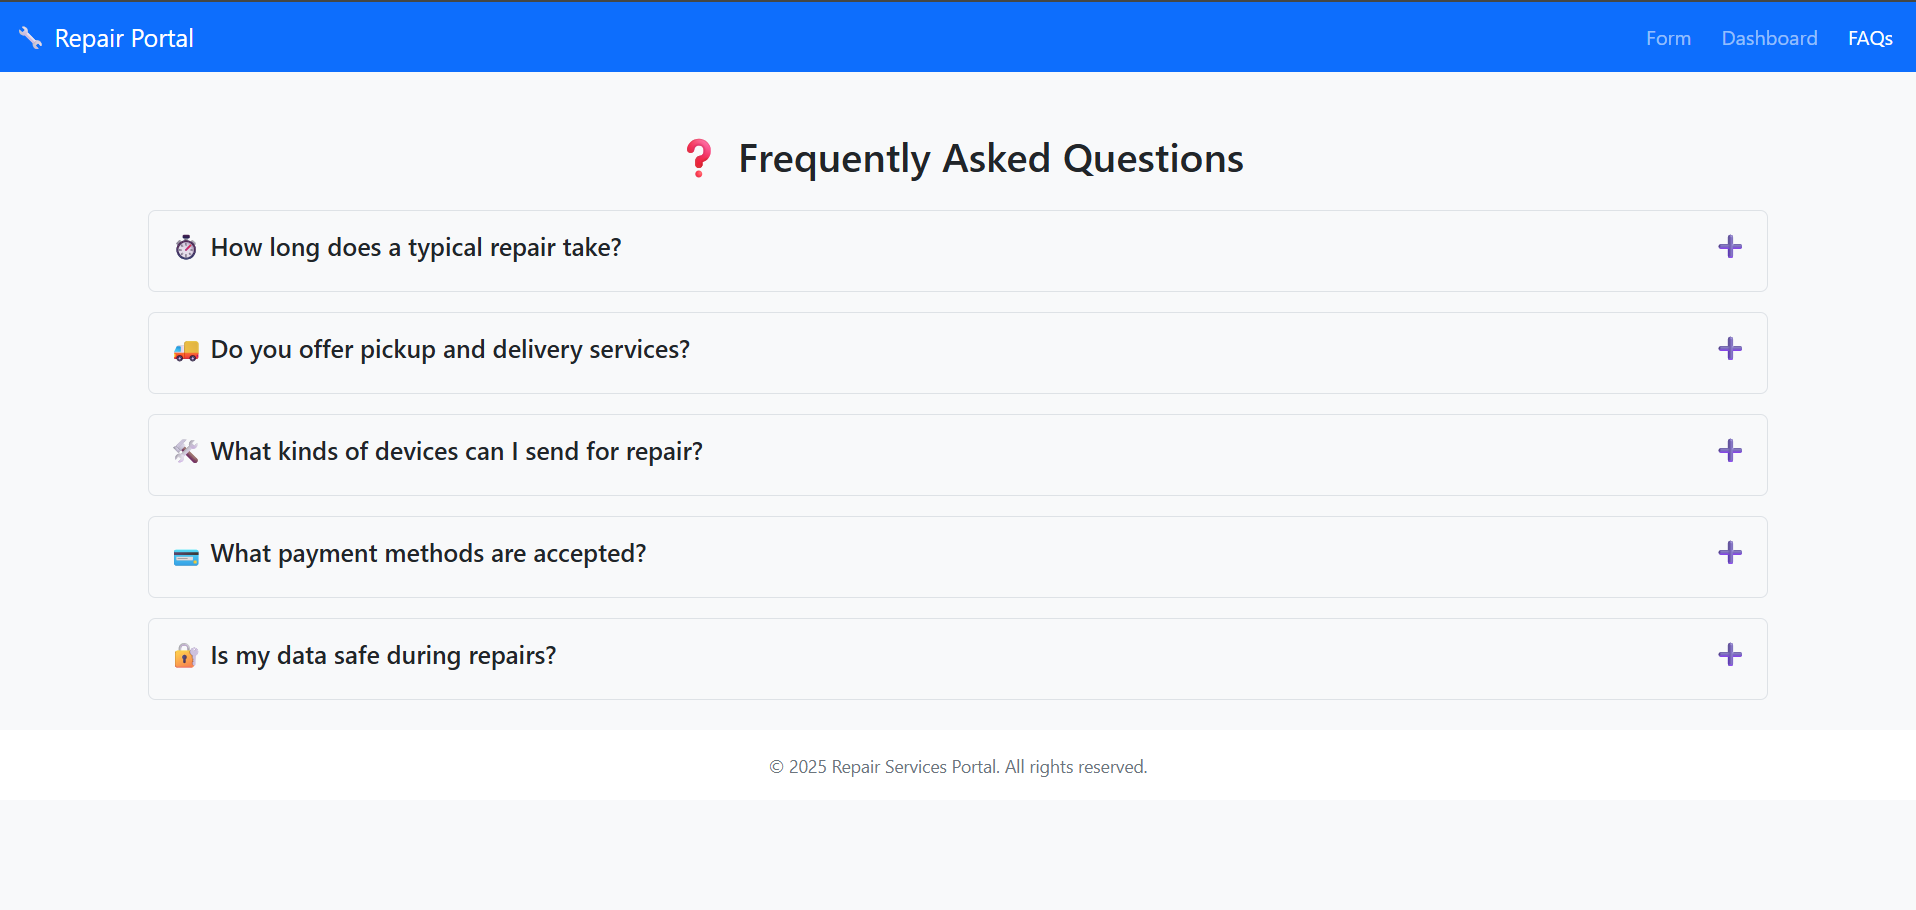 🔧 Repair Portal
Form Dashboard FAQs
❓ Frequently Asked Questions
⏱️ How long does a typical repair take? ➕
🚚 Do you offer pickup and delivery services? ➕
🛠️ What kinds of devices can I send for repair? ➕
💳 What payment methods are accepted? ➕
🔐 Is my data safe during repairs? ➕
© 2025 Repair Services Portal. All rights reserved.